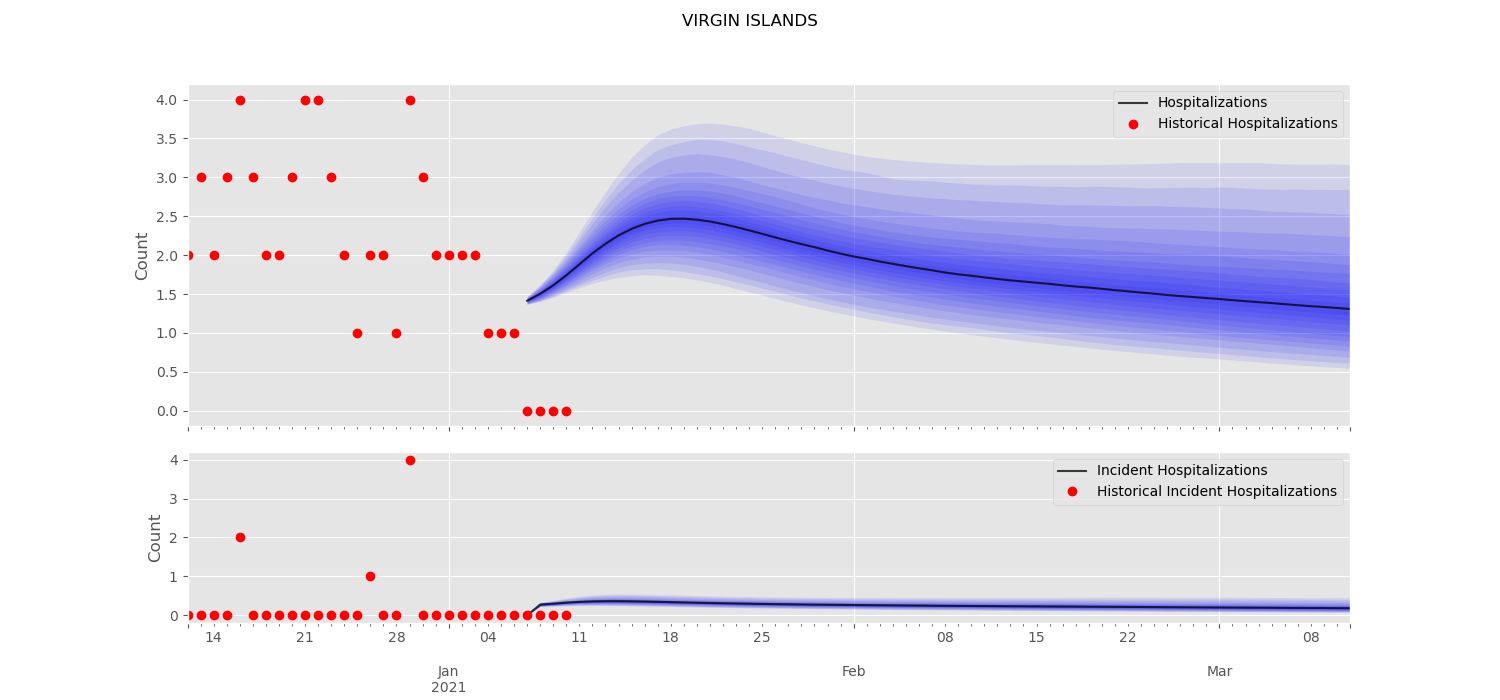 VIRGIN ISLANDS
4.0
3.5
3.0
2.5
2.0
1.5
1.0
0.5
0.0
Count
Hospitalizations
Historical Hospitalizations
4
3
2
1
0
Count
Incident Hospitalizations
Historical Incident Hospitalizations
14 21 28 04 11 18 25 08 15 22 08
Jan Feb Mar
2021